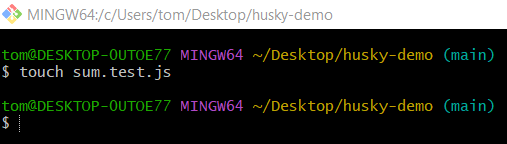 MINGW64:/c/Users/tom/Desktop/husky-demo
tom@DESKTOP-OUTOE77 MINGW64 ~/Desktop/husky-demo (main)
$ touch sum.test.js
tom@DESKTOP-OUTOE77 MINGW64 ~/Desktop/husky-demo (main)
$